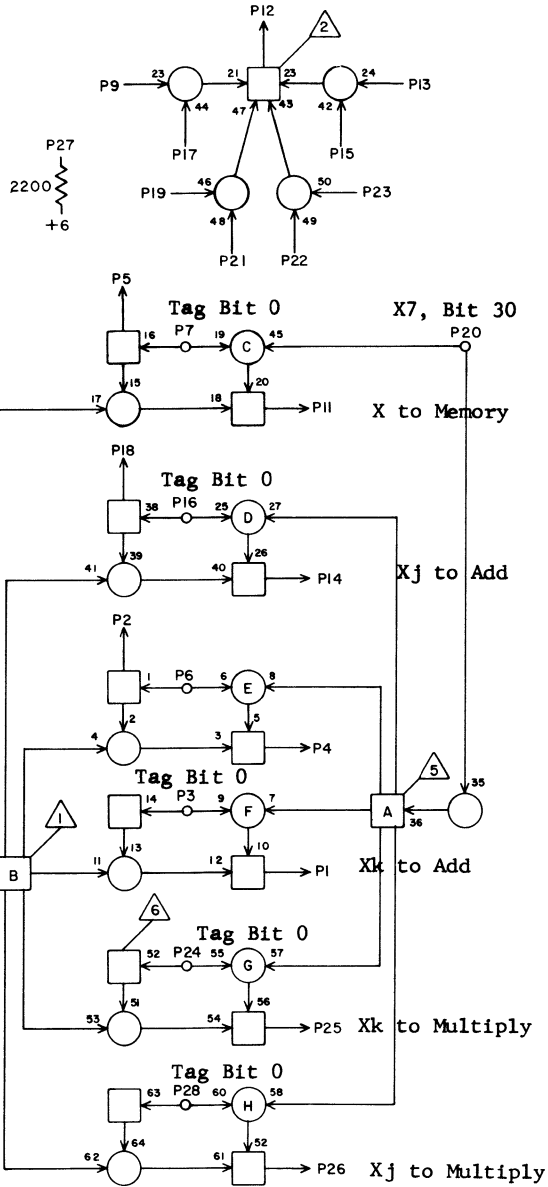 P12
2
P9 23 21 23 24 P13
44 47 43 42
P17 P15
P27
2200
+6
P19 46 50 P23
48 49
P21 P22
P5
Tag Bit 0 X7, Bit 30
16 P7 19 C 45 P20
15 20
17 18 P11 X to Memory
P18
Tag Bit 0
38 P16 25 D 27
39 26
41 40 P14 Xj to Add
P2
1 P6 6 E 8
2 5
4 3 P4
Tag Bit 0
5 35
14 P3 9 F 7 A 36
1 13 10
B 11 12 P1 Xk to Add
6
Tag Bit 0
52 P24 55 G 57
51 56
53 54 P25 Xk to Multiply
Tag Bit 0
63 P28 60 H 58
64 52
62 61 P26 Xj to Multiply